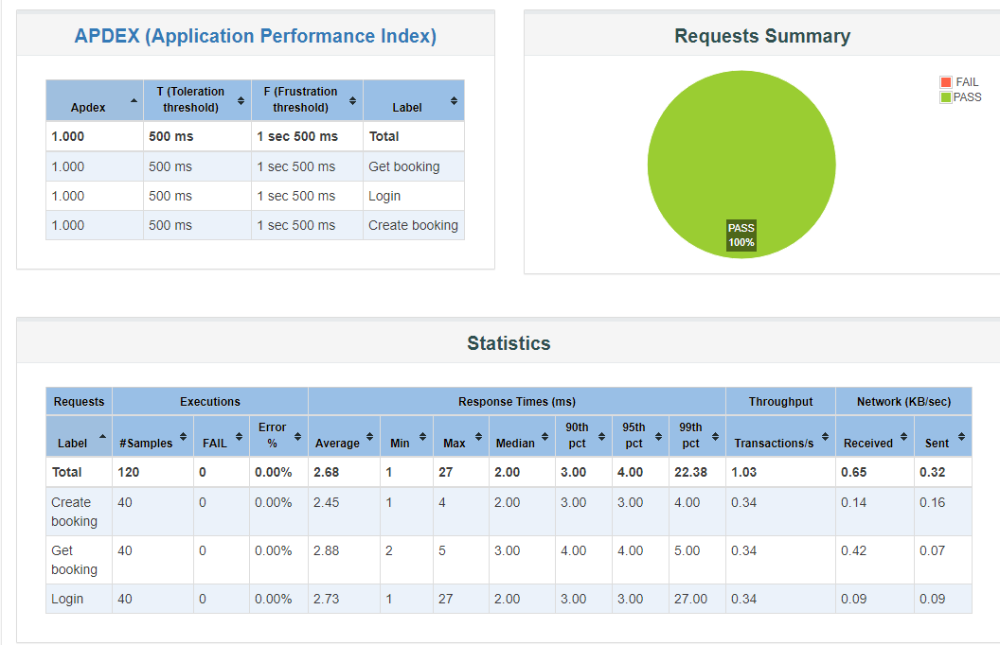 APDEX (Application Performance Index)
Apdex T (Toleration threshold) F (Frustration threshold) Label
1.000 500 ms 1 sec 500 ms Total
1.000 500 ms 1 sec 500 ms Get booking
1.000 500 ms 1 sec 500 ms Login
1.000 500 ms 1 sec 500 ms Create booking
Requests Summary
FAIL
PASS
PASS
100%
Statistics
Requests Executions Response Times (ms) Throughput Network (KB/sec)
Label #Samples FAIL Error % Average Min Max Median 90th pct 95th pct 99th pct Transactions/s Received Sent
Total 120 0 0.00% 2.68 1 27 2.00 3.00 4.00 22.38 1.03 0.65 0.32
Create booking 40 0 0.00% 2.45 1 4 2.00 3.00 3.00 4.00 0.34 0.14 0.16
Get booking 40 0 0.00% 2.88 2 5 3.00 4.00 4.00 5.00 0.34 0.42 0.07
Login 40 0 0.00% 2.73 1 27 2.00 3.00 3.00 27.00 0.34 0.09 0.09